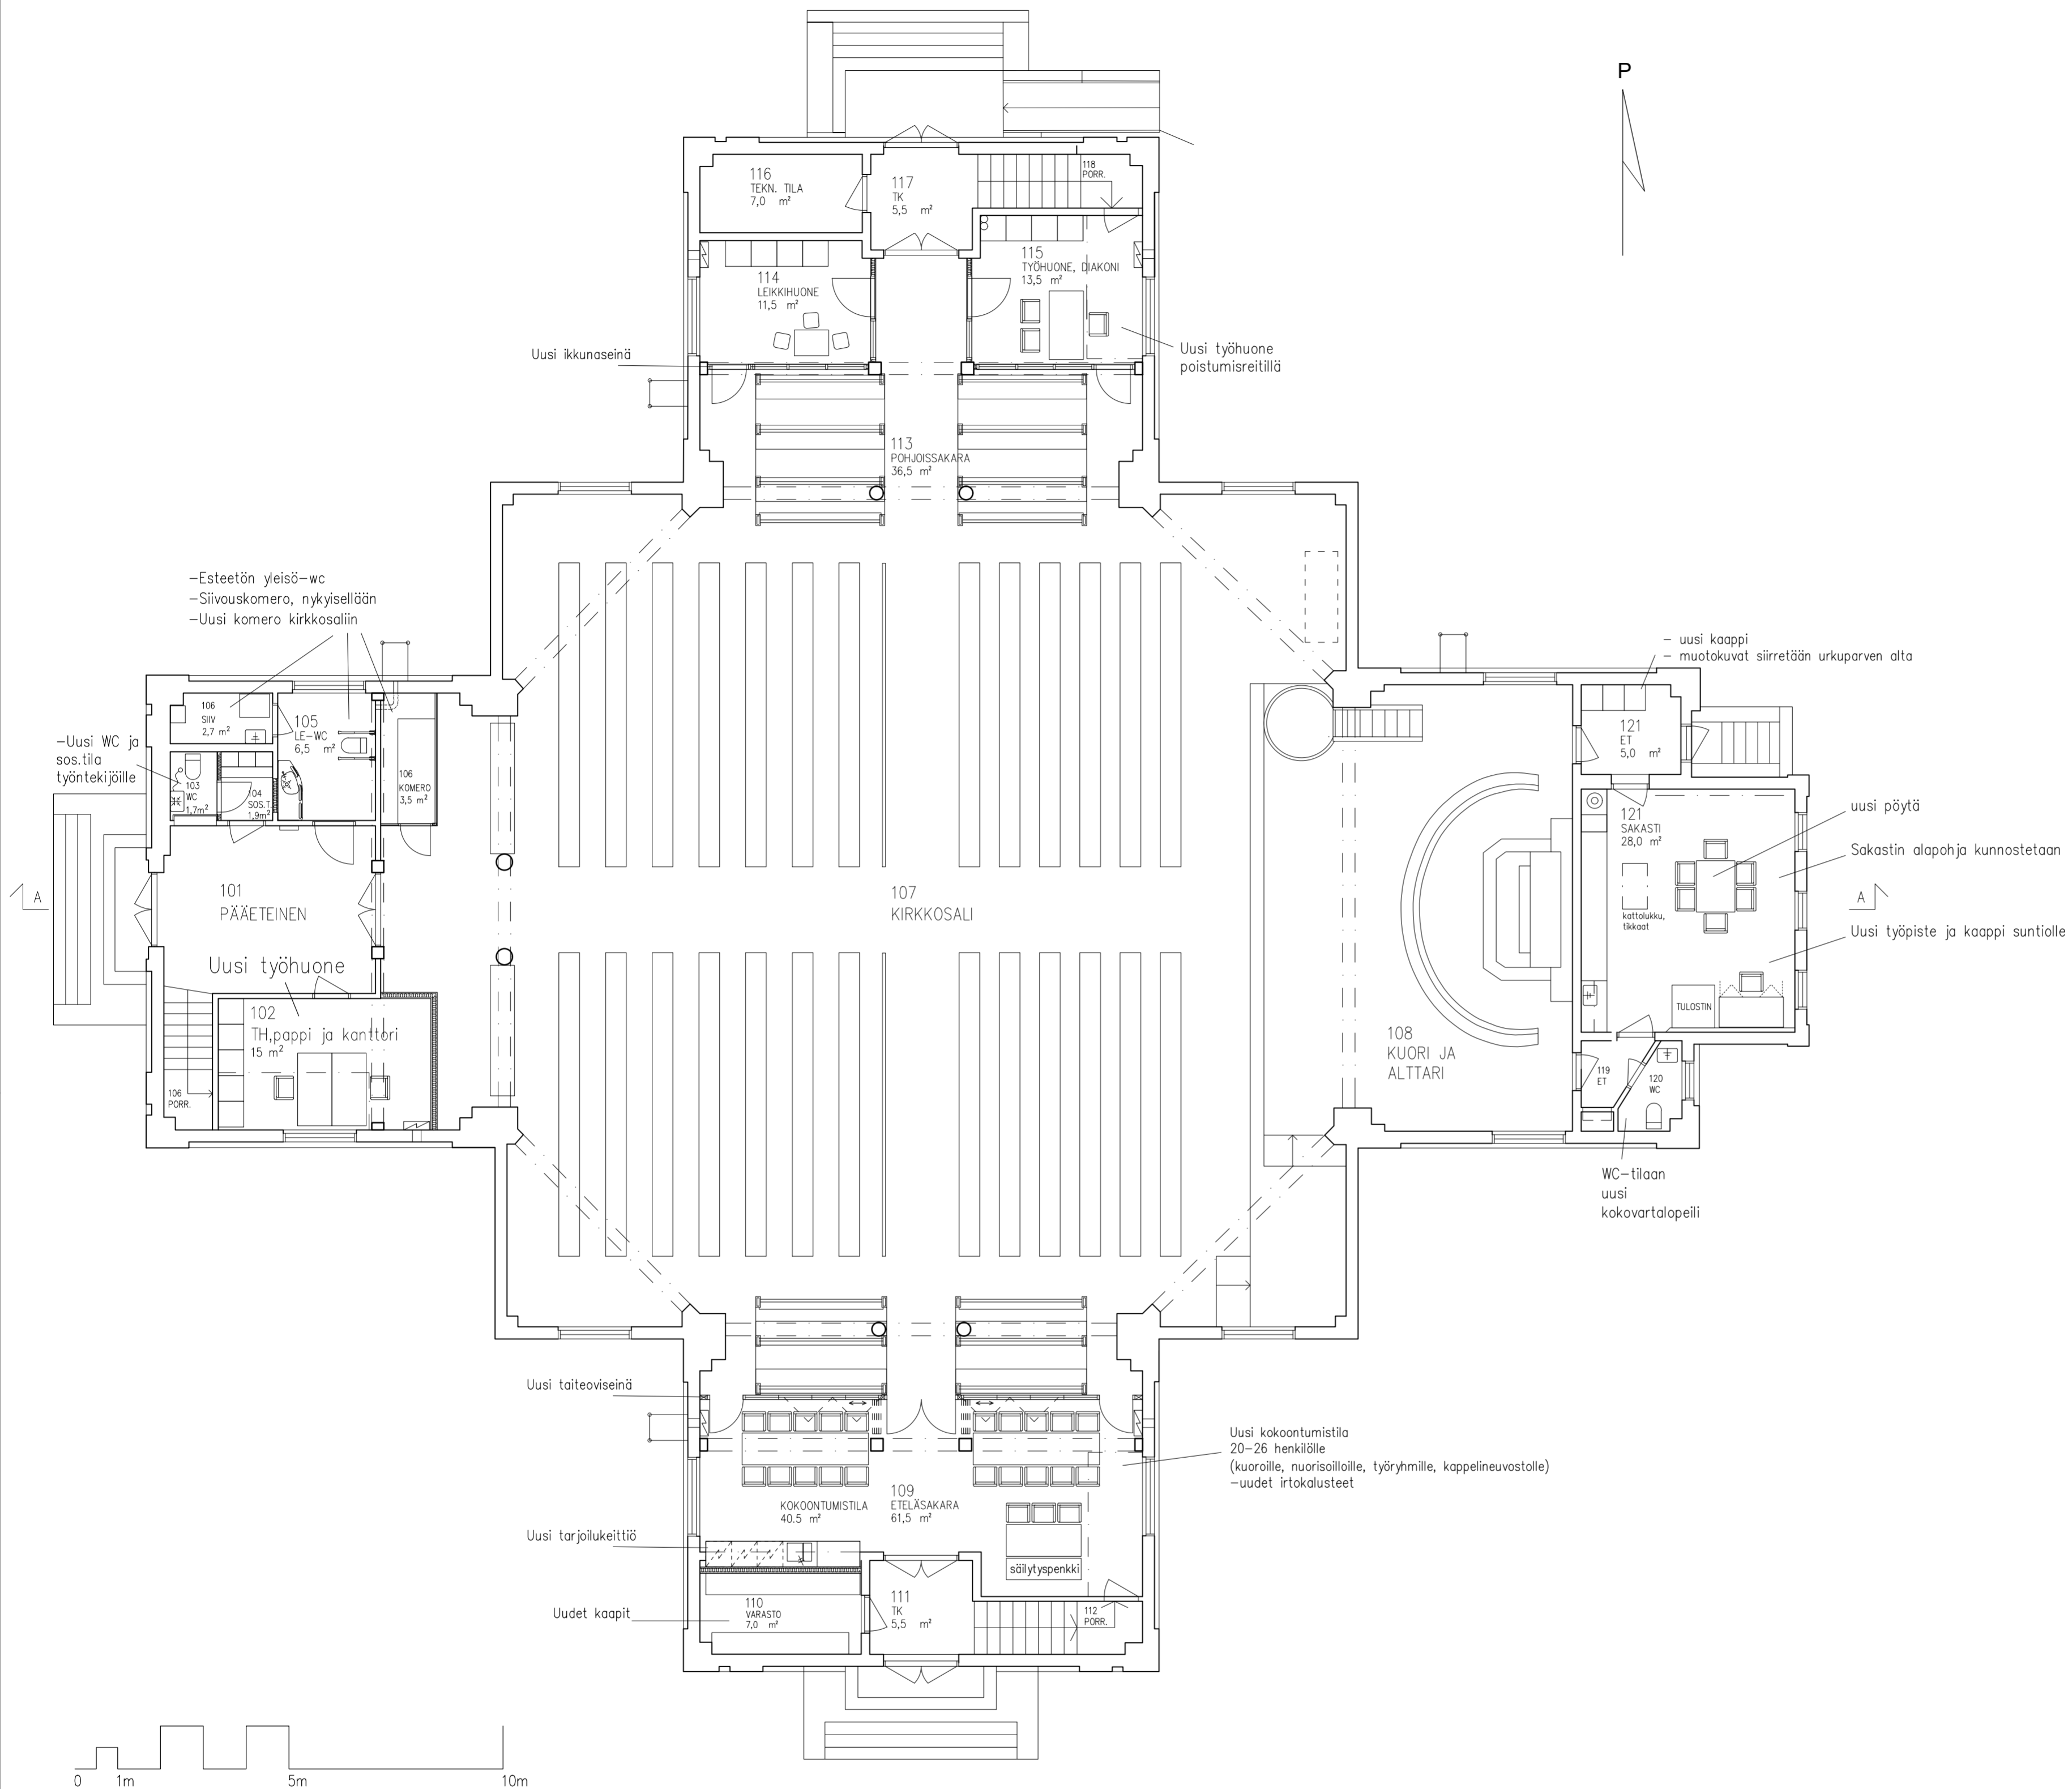 P
116
TEKN. TILA
7,0 m²
117
TK
5,5 m²
118
PORR.
115
TYÖHUONE, DIAKONI
13,5 m²
114
LEIKKIHUONE
11,5 m²
Uusi ikkunaseinä
Uusi työhuone
poistumisreitillä
113
POHJOISSAKARA
36,5 m²
-Esteetön yleisö-wc
-Siivouskomero, nykyisellään
-Uusi komero kirkkosaliin
- uusi kaappi
- muotokuvat siirretään urkuparven alta
106
SIIV
2,7 m²
105
LE-WC
6,5 m²
121
ET
5,0 m²
-Uusi WC ja
sos.tila
työntekijöille
103
WC
1,7m²
104
SOS.T.
1,9m²
106
KOMERO
3,5 m²
121
SAKASTI
28,0 m²
uusi pöytä
Sakastin alapohja kunnostetaan
A
101
PÄÄETEINEN
107
KIRKKOSALI
kattolukku,
tikkaat
A
Uusi työpiste ja kaappi suntiolle
Uusi työhuone
TULOSTIN
102
TH,pappi ja kanttori
15 m²
108
KUORI JA
ALTTARI
106
PORR.
119
ET
120
WC
WC-tilaan
uusi
kokovartalopeili
Uusi taiteoviseinä
Uusi kokoontumistila
20-26 henkilölle
(kuoroille, nuorisoilloille, työryhmille, kappelineuvostolle)
-uudet irtokalusteet
KOKOONTUMISTILA
40.5 m²
109
ETELÄSAKARA
61,5 m²
Uusi tarjoilukeittiö
säilytyspenkki
Uudet kaapit
110
VARASTO
7,0 m²
111
TK
5,5 m²
112
PORR.
0 1m 5m 10m